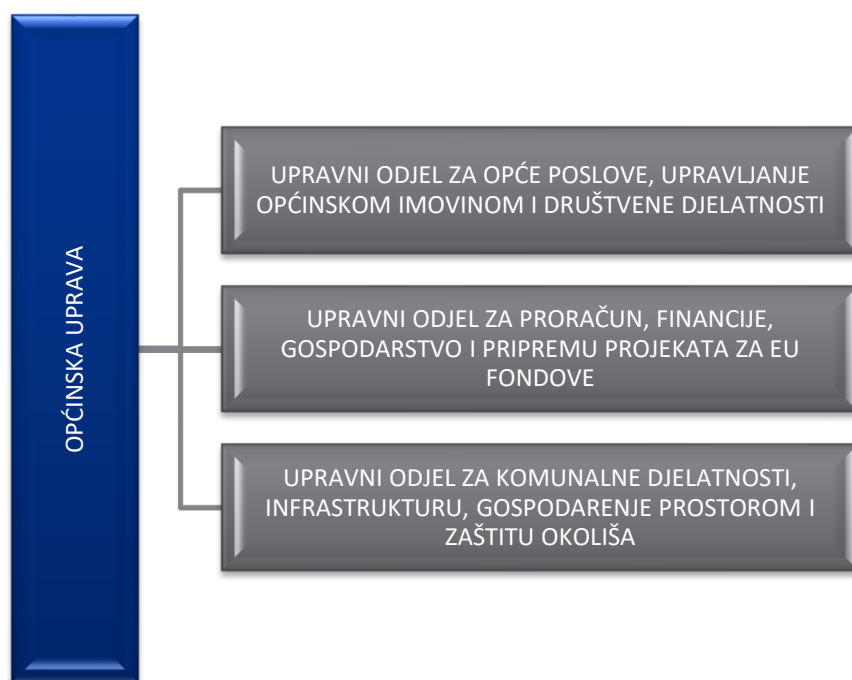 OPĆINSKA UPRAVA
UPRAVNI ODJEL ZA OPĆE POSLOVE, UPRAVLJANJE
OPĆINSKOM IMOVINOM I DRUŠTVENE DJELATNOSTI
UPRAVNI ODJEL ZA PRORAČUN, FINANCIJE,
GOSPODARSTVO I PRIPREMU PROJEKATA ZA EU
FONDOVE
UPRAVNI ODJEL ZA KOMUNALNE DJELATNOSTI,
INFRASTRUKTURU, GOSPODARENJE PROSTOROM I
ZAŠTITU OKOLIŠA